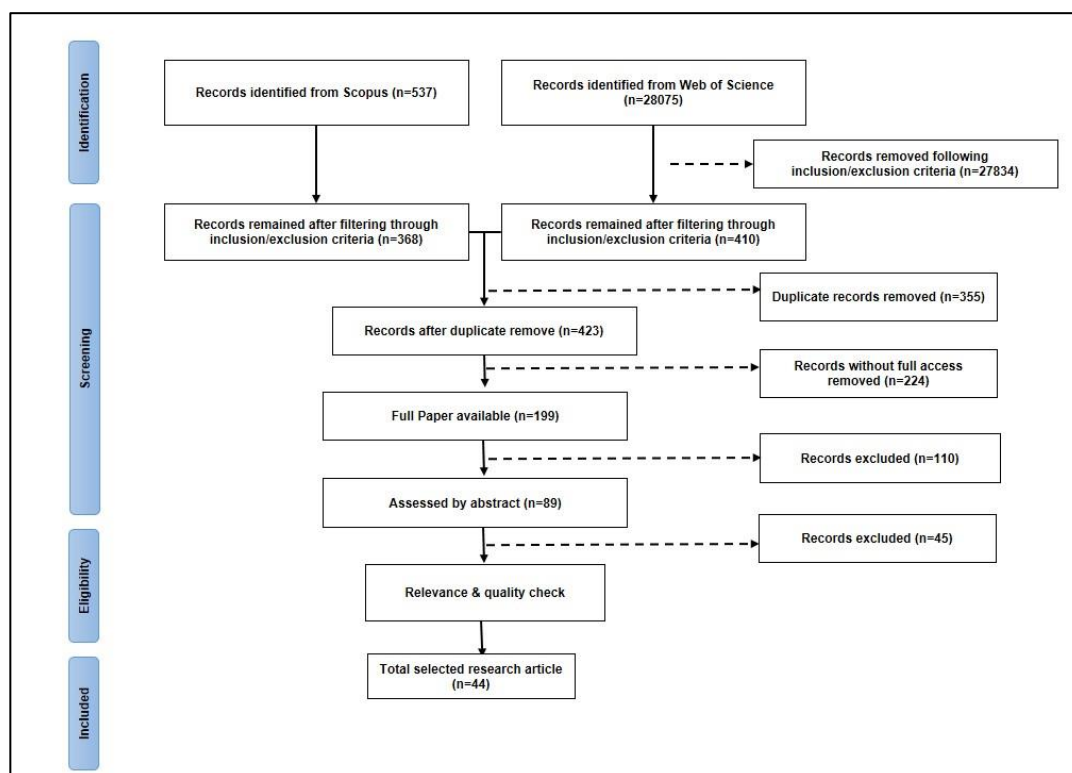 Identification
Records identified from Scopus (n=537)
Records identified from Web of Science
(n=28075)
Records removed following
inclusion/exclusion criteria (n=27834)
Screening
Records remained after filtering through
inclusion/exclusion criteria (n=368)
Records remained after filtering through
inclusion/exclusion criteria (n=410)
Duplicate records removed (n=355)
Records after duplicate remove (n=423)
Records without full access
removed (n=224)
Full Paper available (n=199)
Records excluded (n=110)
Assessed by abstract (n=89)
Eligibility
Records excluded (n=45)
Relevance & quality check
Included
Total selected research article
(n=44)